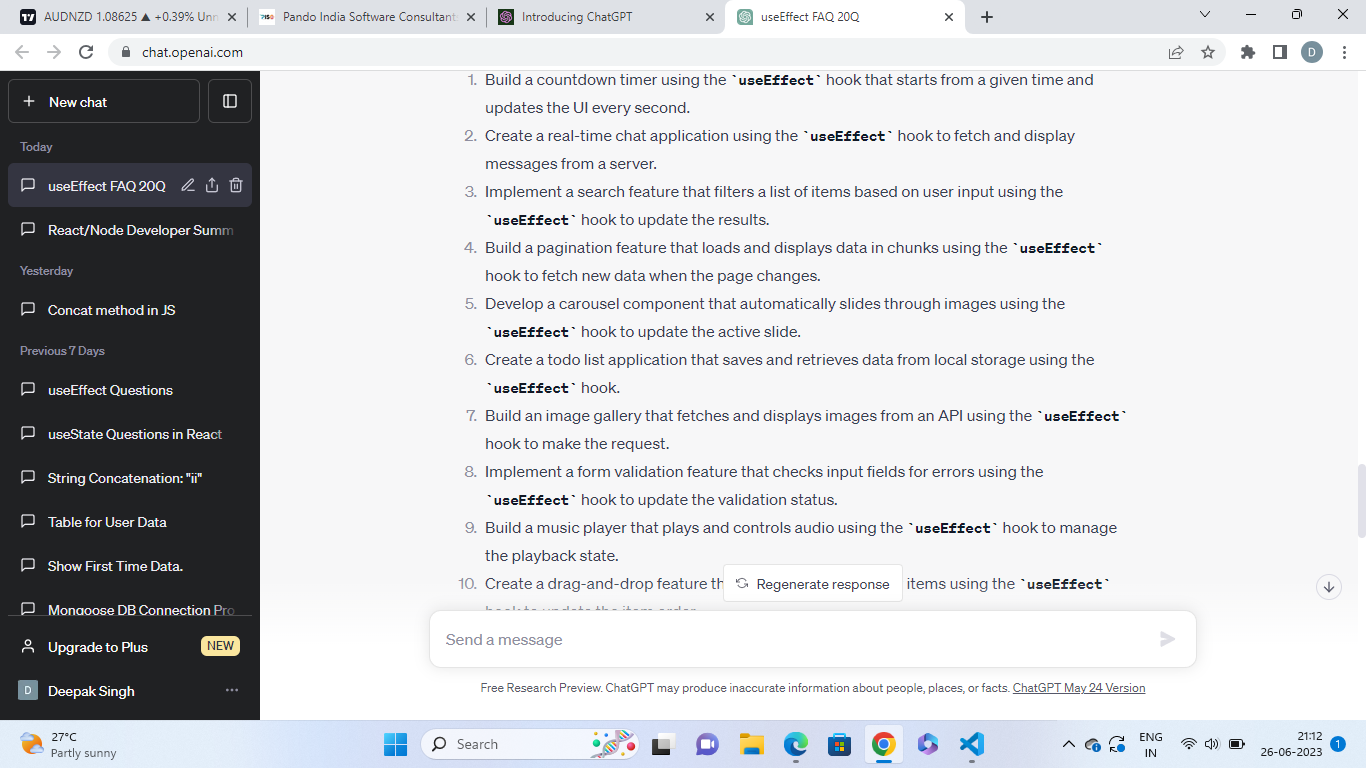 AUDNZD 1.08625 ▲ +0.39% Unn
7150 Pando India Software Consultants
Introducing ChatGPT
useEffect FAQ 20Q
chat.openai.com
D
New chat
Today
useEffect FAQ 20Q
React/Node Developer Summ
Yesterday
Concat method in JS
Previous 7 Days
useEffect Questions
useState Questions in React
String Concatenation: "ii"
Table for User Data
Show First Time Data.
Mongoose DB Connection Pro
Upgrade to Plus NEW
D Deepak Singh
1. Build a countdown timer using the `useEffect` hook that starts from a given time and
updates the UI every second.
2. Create a real-time chat application using the `useEffect` hook to fetch and display
messages from a server.
3. Implement a search feature that filters a list of items based on user input using the
`useEffect` hook to update the results.
4. Build a pagination feature that loads and displays data in chunks using the `useEffect`
hook to fetch new data when the page changes.
5. Develop a carousel component that automatically slides through images using the
`useEffect` hook to update the active slide.
6. Create a todo list application that saves and retrieves data from local storage using the
`useEffect` hook.
7. Build an image gallery that fetches and displays images from an API using the `useEffect`
hook to make the request.
8. Implement a form validation feature that checks input fields for errors using the
`useEffect` hook to update the validation status.
9. Build a music player that plays and controls audio using the `useEffect` hook to manage
the playback state.
10. Create a drag-and-drop feature th items using the `useEffect`
hook to update the item order.
Regenerate response
Send a message
Free Research Preview. ChatGPT may produce inaccurate information about people, places, or facts. ChatGPT May 24 Version
27°C
Partly sunny
Search
ENG
IN
21:12
26-06-2023
1